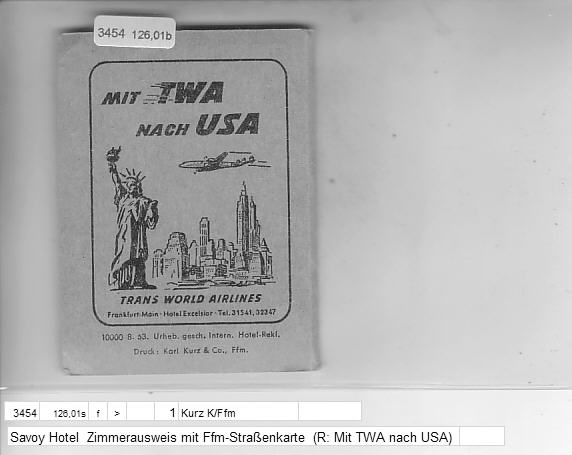 3454 126,01b
MIT TWA
NACH USA
TRANS WORLD AIRLINES
Frankfurt-Main · Hotel Excelsior · Tel. 31541, 32347
10000 8. 53. Urheb. gesch. Intern. Hotel-Rekl.
Druck: Karl Kurz & Co., Ffm.
3454 126,01s f > 1 Kurz K/Ffm
Savoy Hotel Zimmerausweis mit Ffm-Straßenkarte (R: Mit TWA nach USA)